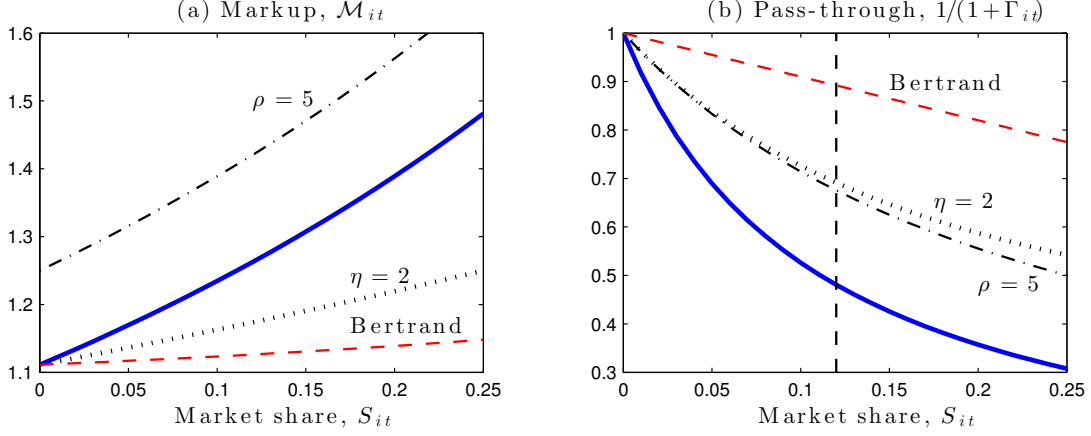 (a) Markup, ℳ_it
1.6
1.5
1.4
1.3
1.2
1.1
ρ = 5
η = 2
Bertrand
0 0.05 0.1 0.15 0.2 0.25
Market share, S_it
(b) Pass-through, 1/(1+Γ_it)
1
0.9
0.8
0.7
0.6
0.5
0.4
0.3
Bertrand
η = 2
ρ = 5
0 0.05 0.1 0.15 0.2 0.25
Market share, S_it